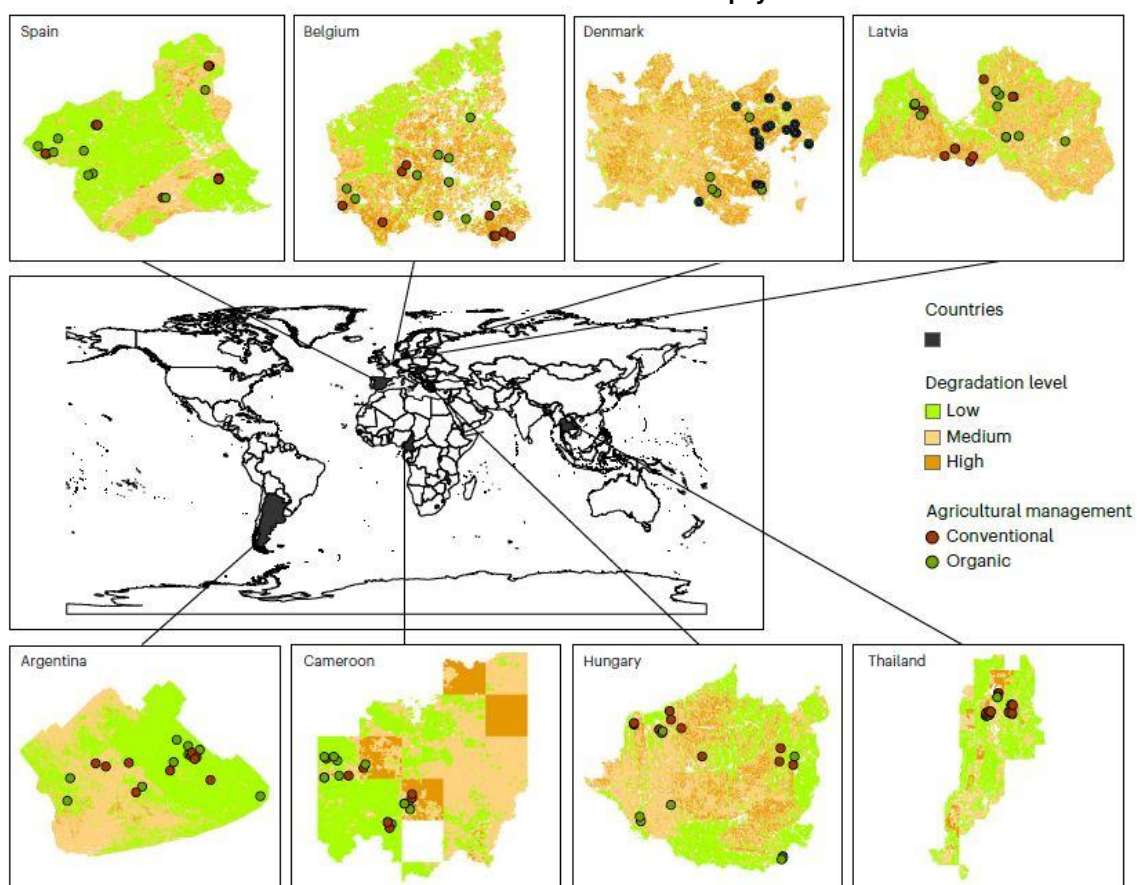 Spain
Belgium
Denmark
Latvia
Countries
Degradation level
Low
Medium
High
Agricultural management
Conventional
Organic
Argentina
Cameroon
Hungary
Thailand